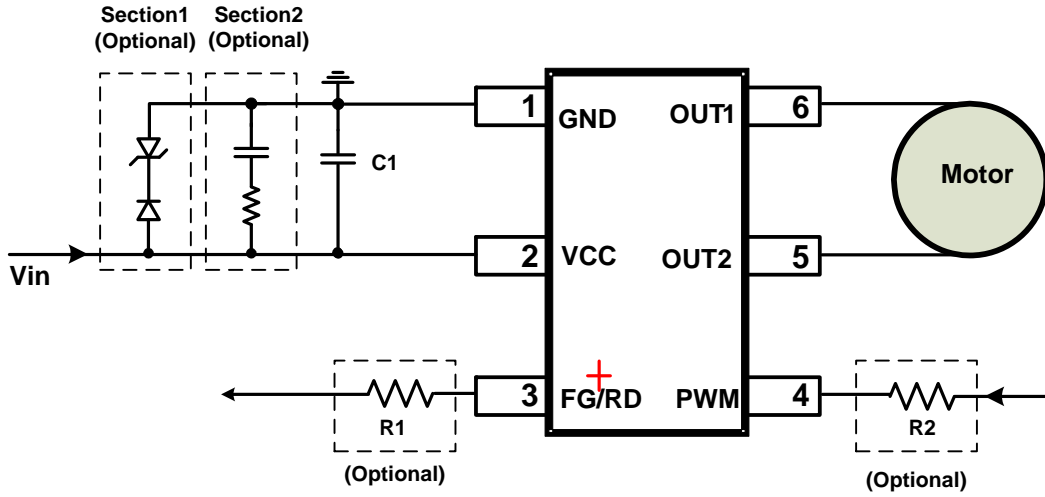 Section1
(Optional)
Section2
(Optional)
1
GND
OUT1
6
C1
Motor
Vin
2
VCC
OUT2
5
R1
(Optional)
3
FG/RD
PWM
4
R2
(Optional)